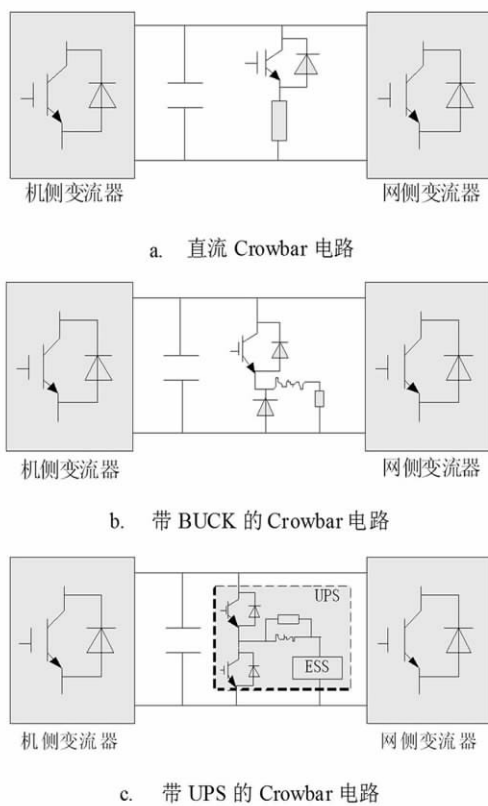 机侧变流器 网侧变流器
a. 直流 Crowbar 电路
机侧变流器 网侧变流器
b. 带 BUCK 的 Crowbar 电路
UPS
ESS
机侧变流器 网侧变流器
c. 带 UPS 的 Crowbar 电路